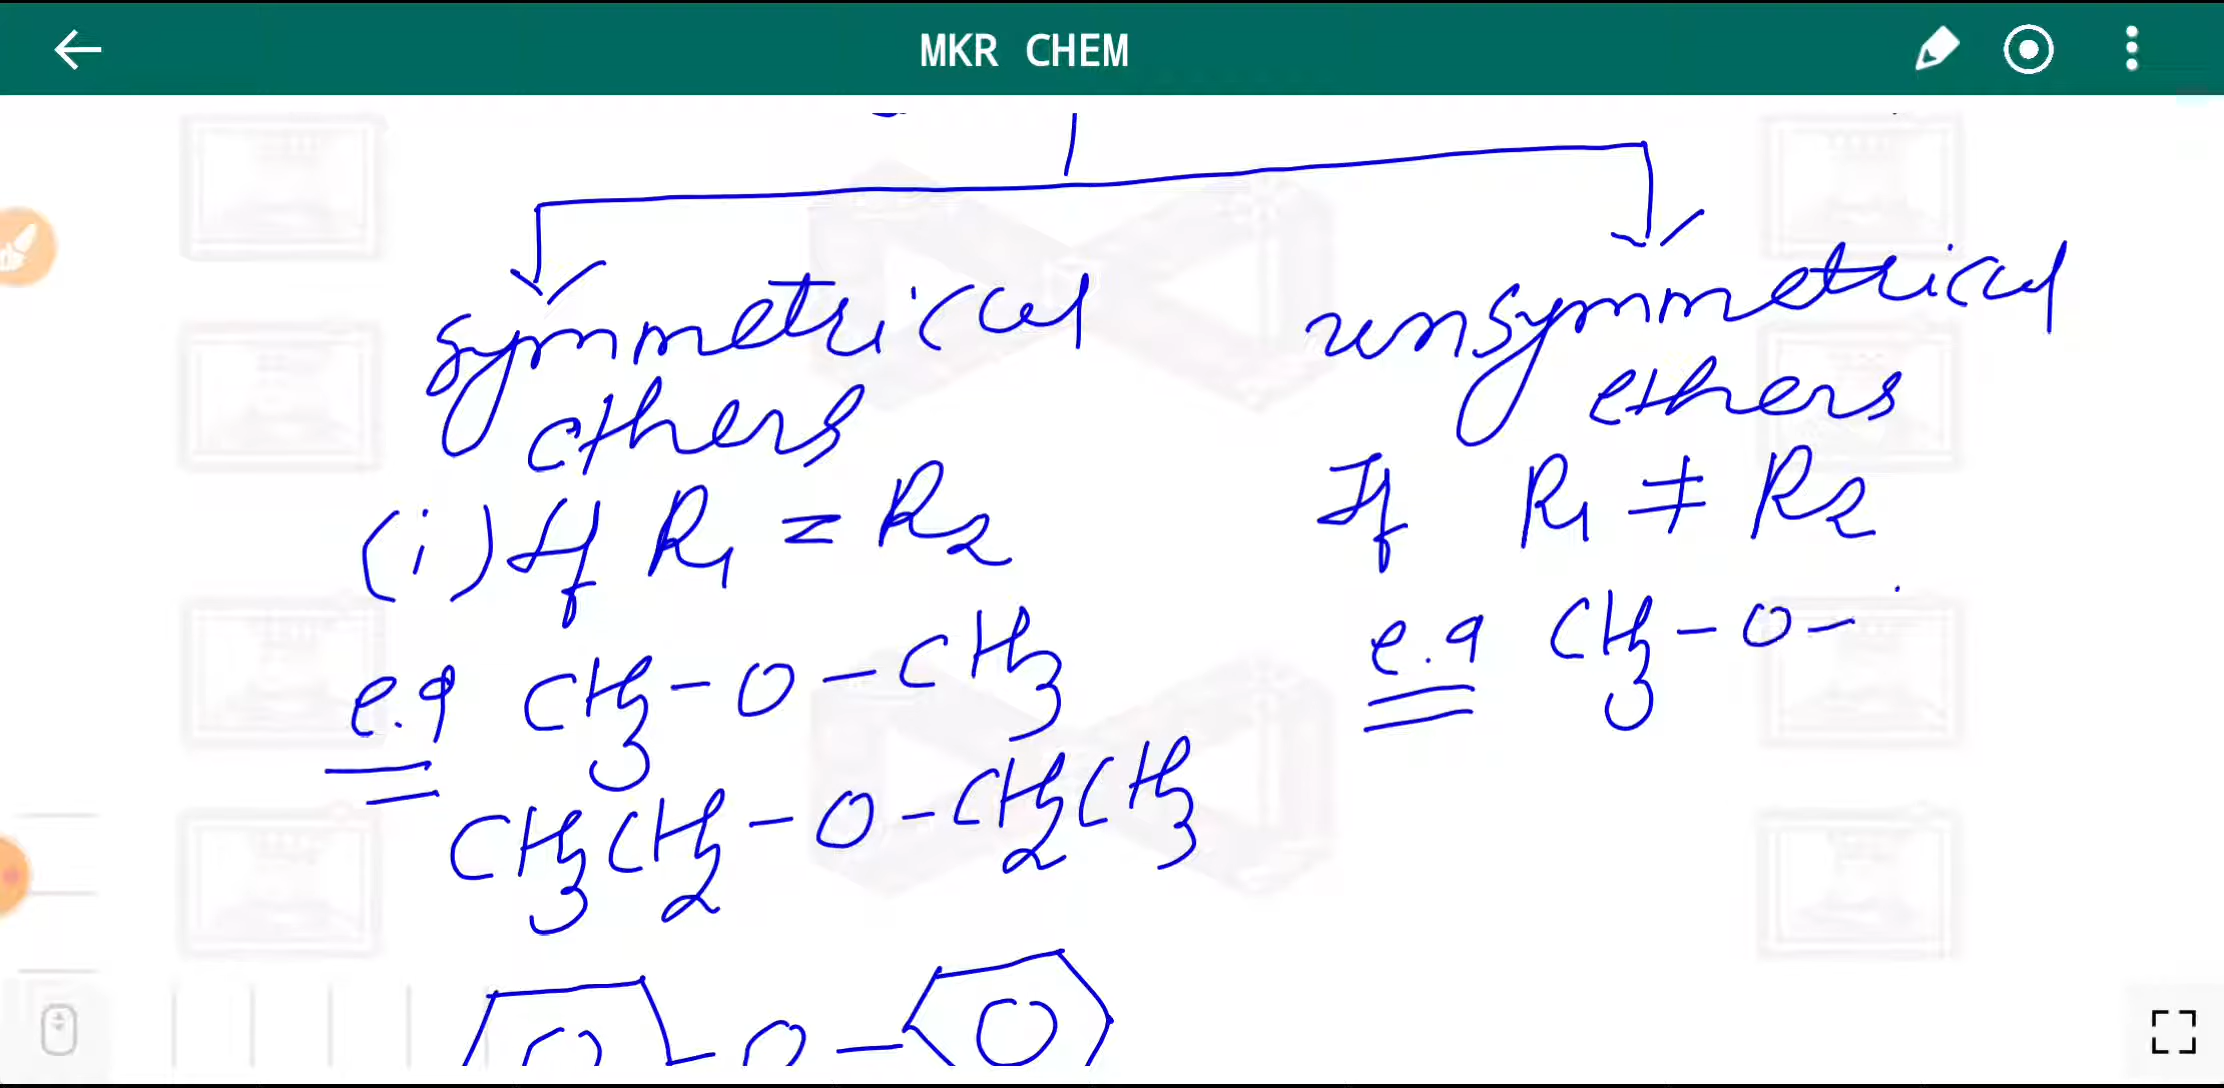 MKR CHEM
symmetrical
ethers
(i) If R1 = R2
e.g CH3-O-CH3
CH3CH2-O-CH2CH3
O-O-O
unsymmetrical
ethers
If R1 ≠ R2
e.g CH3-O-